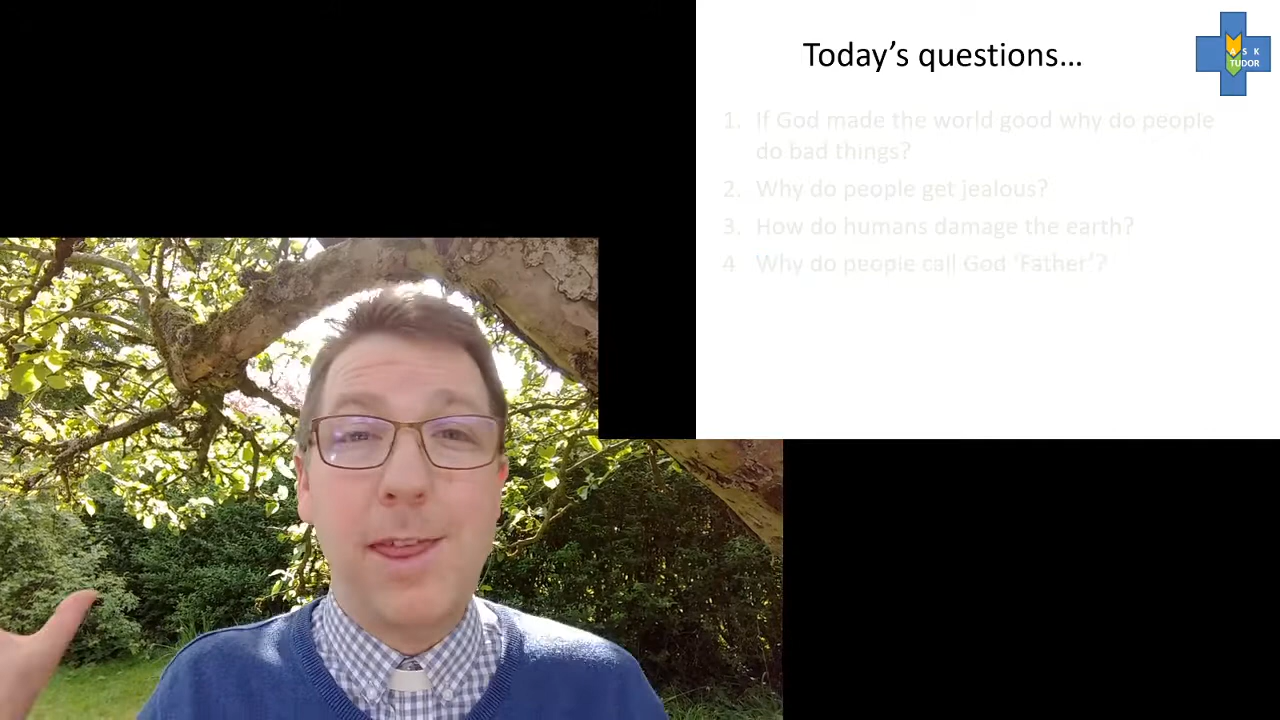 Today’s questions…
A S K
TUDOR
1. If God made the world good why do people
do bad things?
2. Why do people get jealous?
3. How do humans damage the earth?
4 Why do people call God ‘Father’?